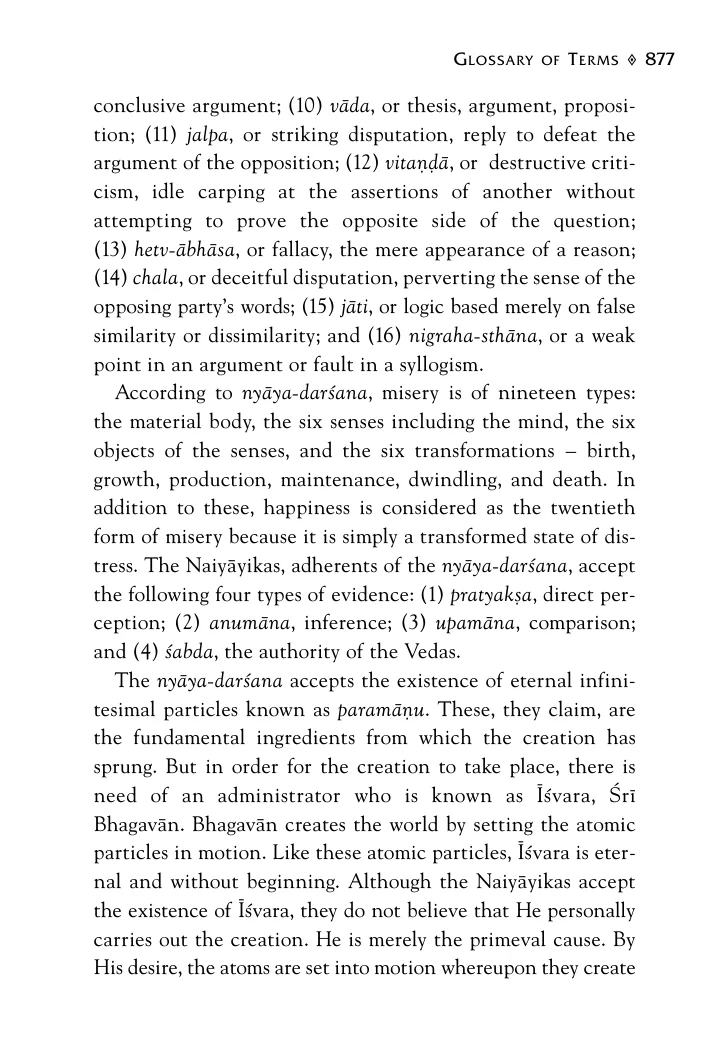 Glossary of Terms ◊ 877
conclusive argument; (10) vāda, or thesis, argument, proposi-
tion; (11) jalpa, or striking disputation, reply to defeat the
argument of the opposition; (12) vitaṇḍā, or destructive criti-
cism, idle carping at the assertions of another without
attempting to prove the opposite side of the question;
(13) hetv-ābhāsa, or fallacy, the mere appearance of a reason;
(14) chala, or deceitful disputation, perverting the sense of the
opposing party's words; (15) jāti, or logic based merely on false
similarity or dissimilarity; and (16) nigraha-sthāna, or a weak
point in an argument or fault in a syllogism.
According to nyāya-darśana, misery is of nineteen types:
the material body, the six senses including the mind, the six
objects of the senses, and the six transformations – birth,
growth, production, maintenance, dwindling, and death. In
addition to these, happiness is considered as the twentieth
form of misery because it is simply a transformed state of dis-
tress. The Naiyāyikas, adherents of the nyāya-darśana, accept
the following four types of evidence: (1) pratyakṣa, direct per-
ception; (2) anumāna, inference; (3) upamāna, comparison;
and (4) śabda, the authority of the Vedas.
The nyāya-darśana accepts the existence of eternal infini-
tesimal particles known as paramāṇu. These, they claim, are
the fundamental ingredients from which the creation has
sprung. But in order for the creation to take place, there is
need of an administrator who is known as Īśvara, Śrī
Bhagavān. Bhagavān creates the world by setting the atomic
particles in motion. Like these atomic particles, Īśvara is eter-
nal and without beginning. Although the Naiyāyikas accept
the existence of Īśvara, they do not believe that He personally
carries out the creation. He is merely the primeval cause. By
His desire, the atoms are set into motion whereupon they create